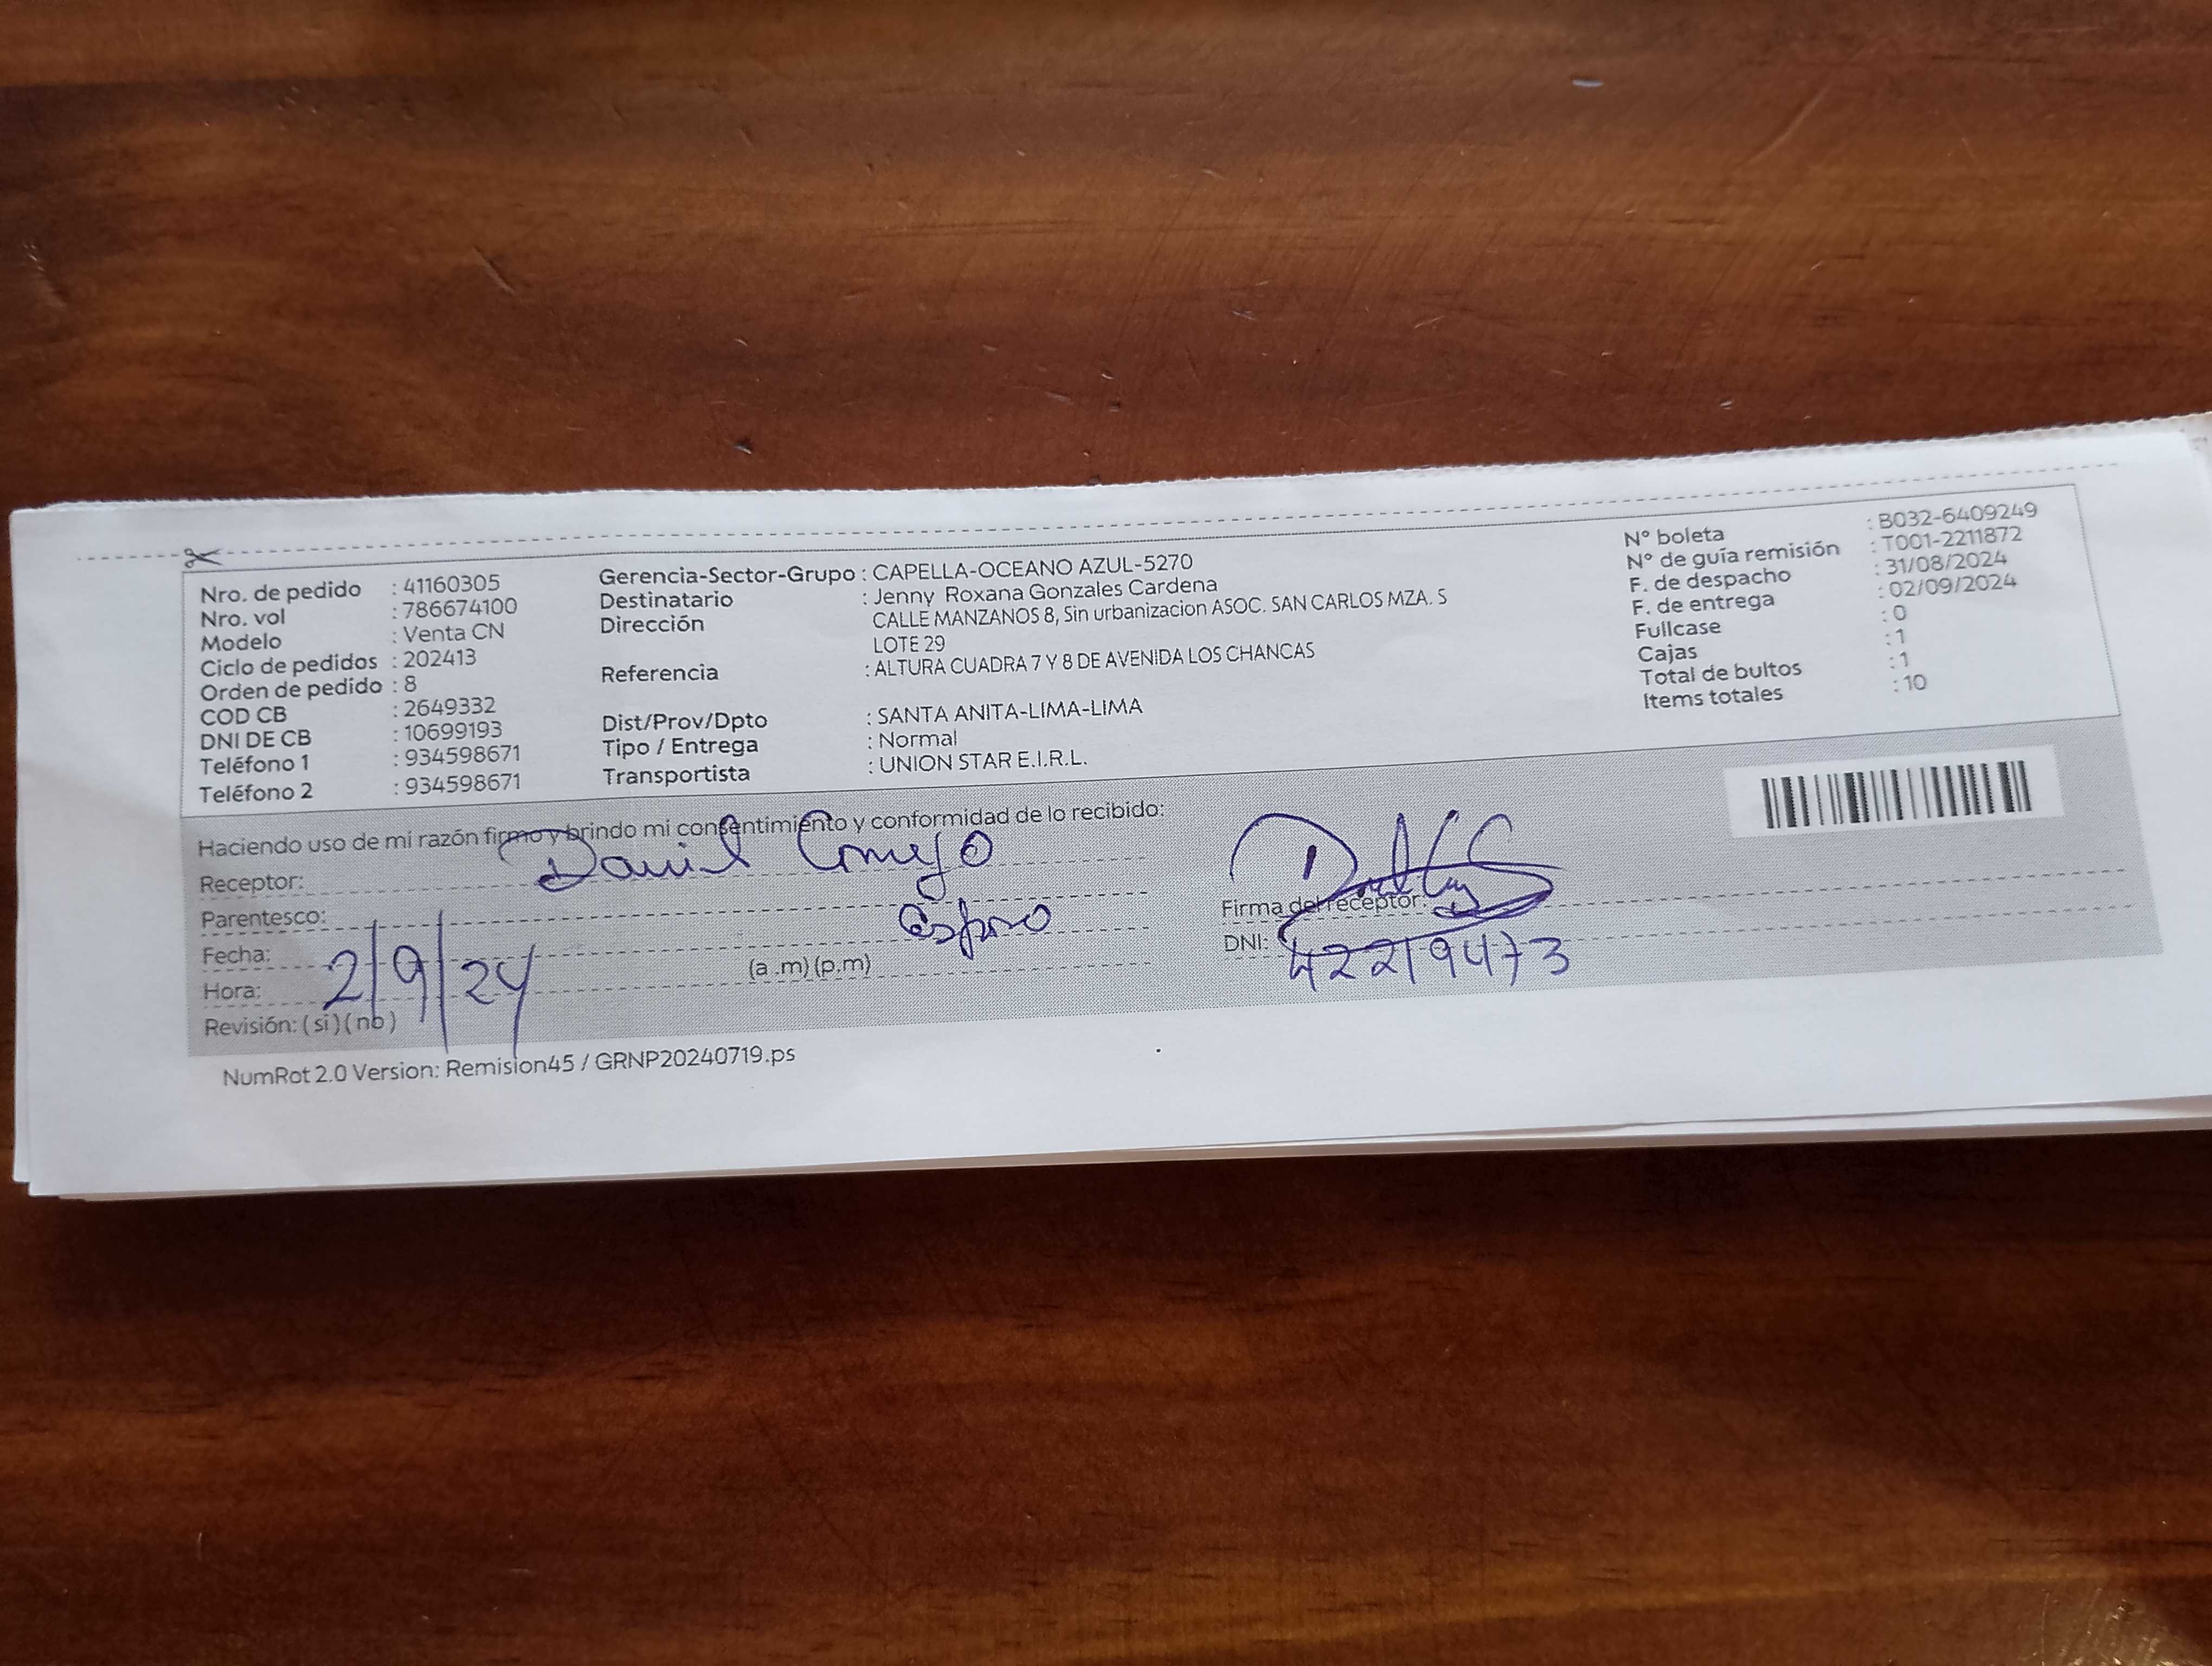 Nro. de pedido : 41160305
Nro. vol : 786674100
Modelo : Venta CN
Ciclo de pedidos : 202413
Orden de pedido : 8
COD CB : 2649332
DNI DE CB : 10699193
Teléfono 1 : 934598671
Teléfono 2 : 934598671
Gerencia-Sector-Grupo : CAPELLA-OCEANO AZUL-5270
Destinatario : Jenny Roxana Gonzales Cardena
Dirección CALLE MANZANOS 8, Sin urbanizacion ASOC. SAN CARLOS MZA. S
LOTE 29
Referencia : ALTURA CUADRA 7 Y 8 DE AVENIDA LOS CHANCAS
Dist/Prov/Dpto : SANTA ANITA-LIMA-LIMA
Tipo / Entrega : Normal
Transportista : UNION STAR E.I.R.L.
N° boleta : B032-6409249
N° de guía remisión : T001-2211872
F. de despacho : 31/08/2024
F. de entrega : 02/09/2024
Fullcase : 0
Cajas : 1
Total de bultos : 1
Items totales : 10
Haciendo uso de mi razón firmo y brindo mi consentimiento y conformidad de lo recibido:
Receptor: Daniel Cornejo
Parentesco: Esposo
Fecha: 2/9/24
Hora: (a .m) (p.m)
Revisión: ( si ) ( no )
Firma del receptor:
DNI: 42219473
NumRot 2.0 Version: Remision45 / GRNP20240719.ps